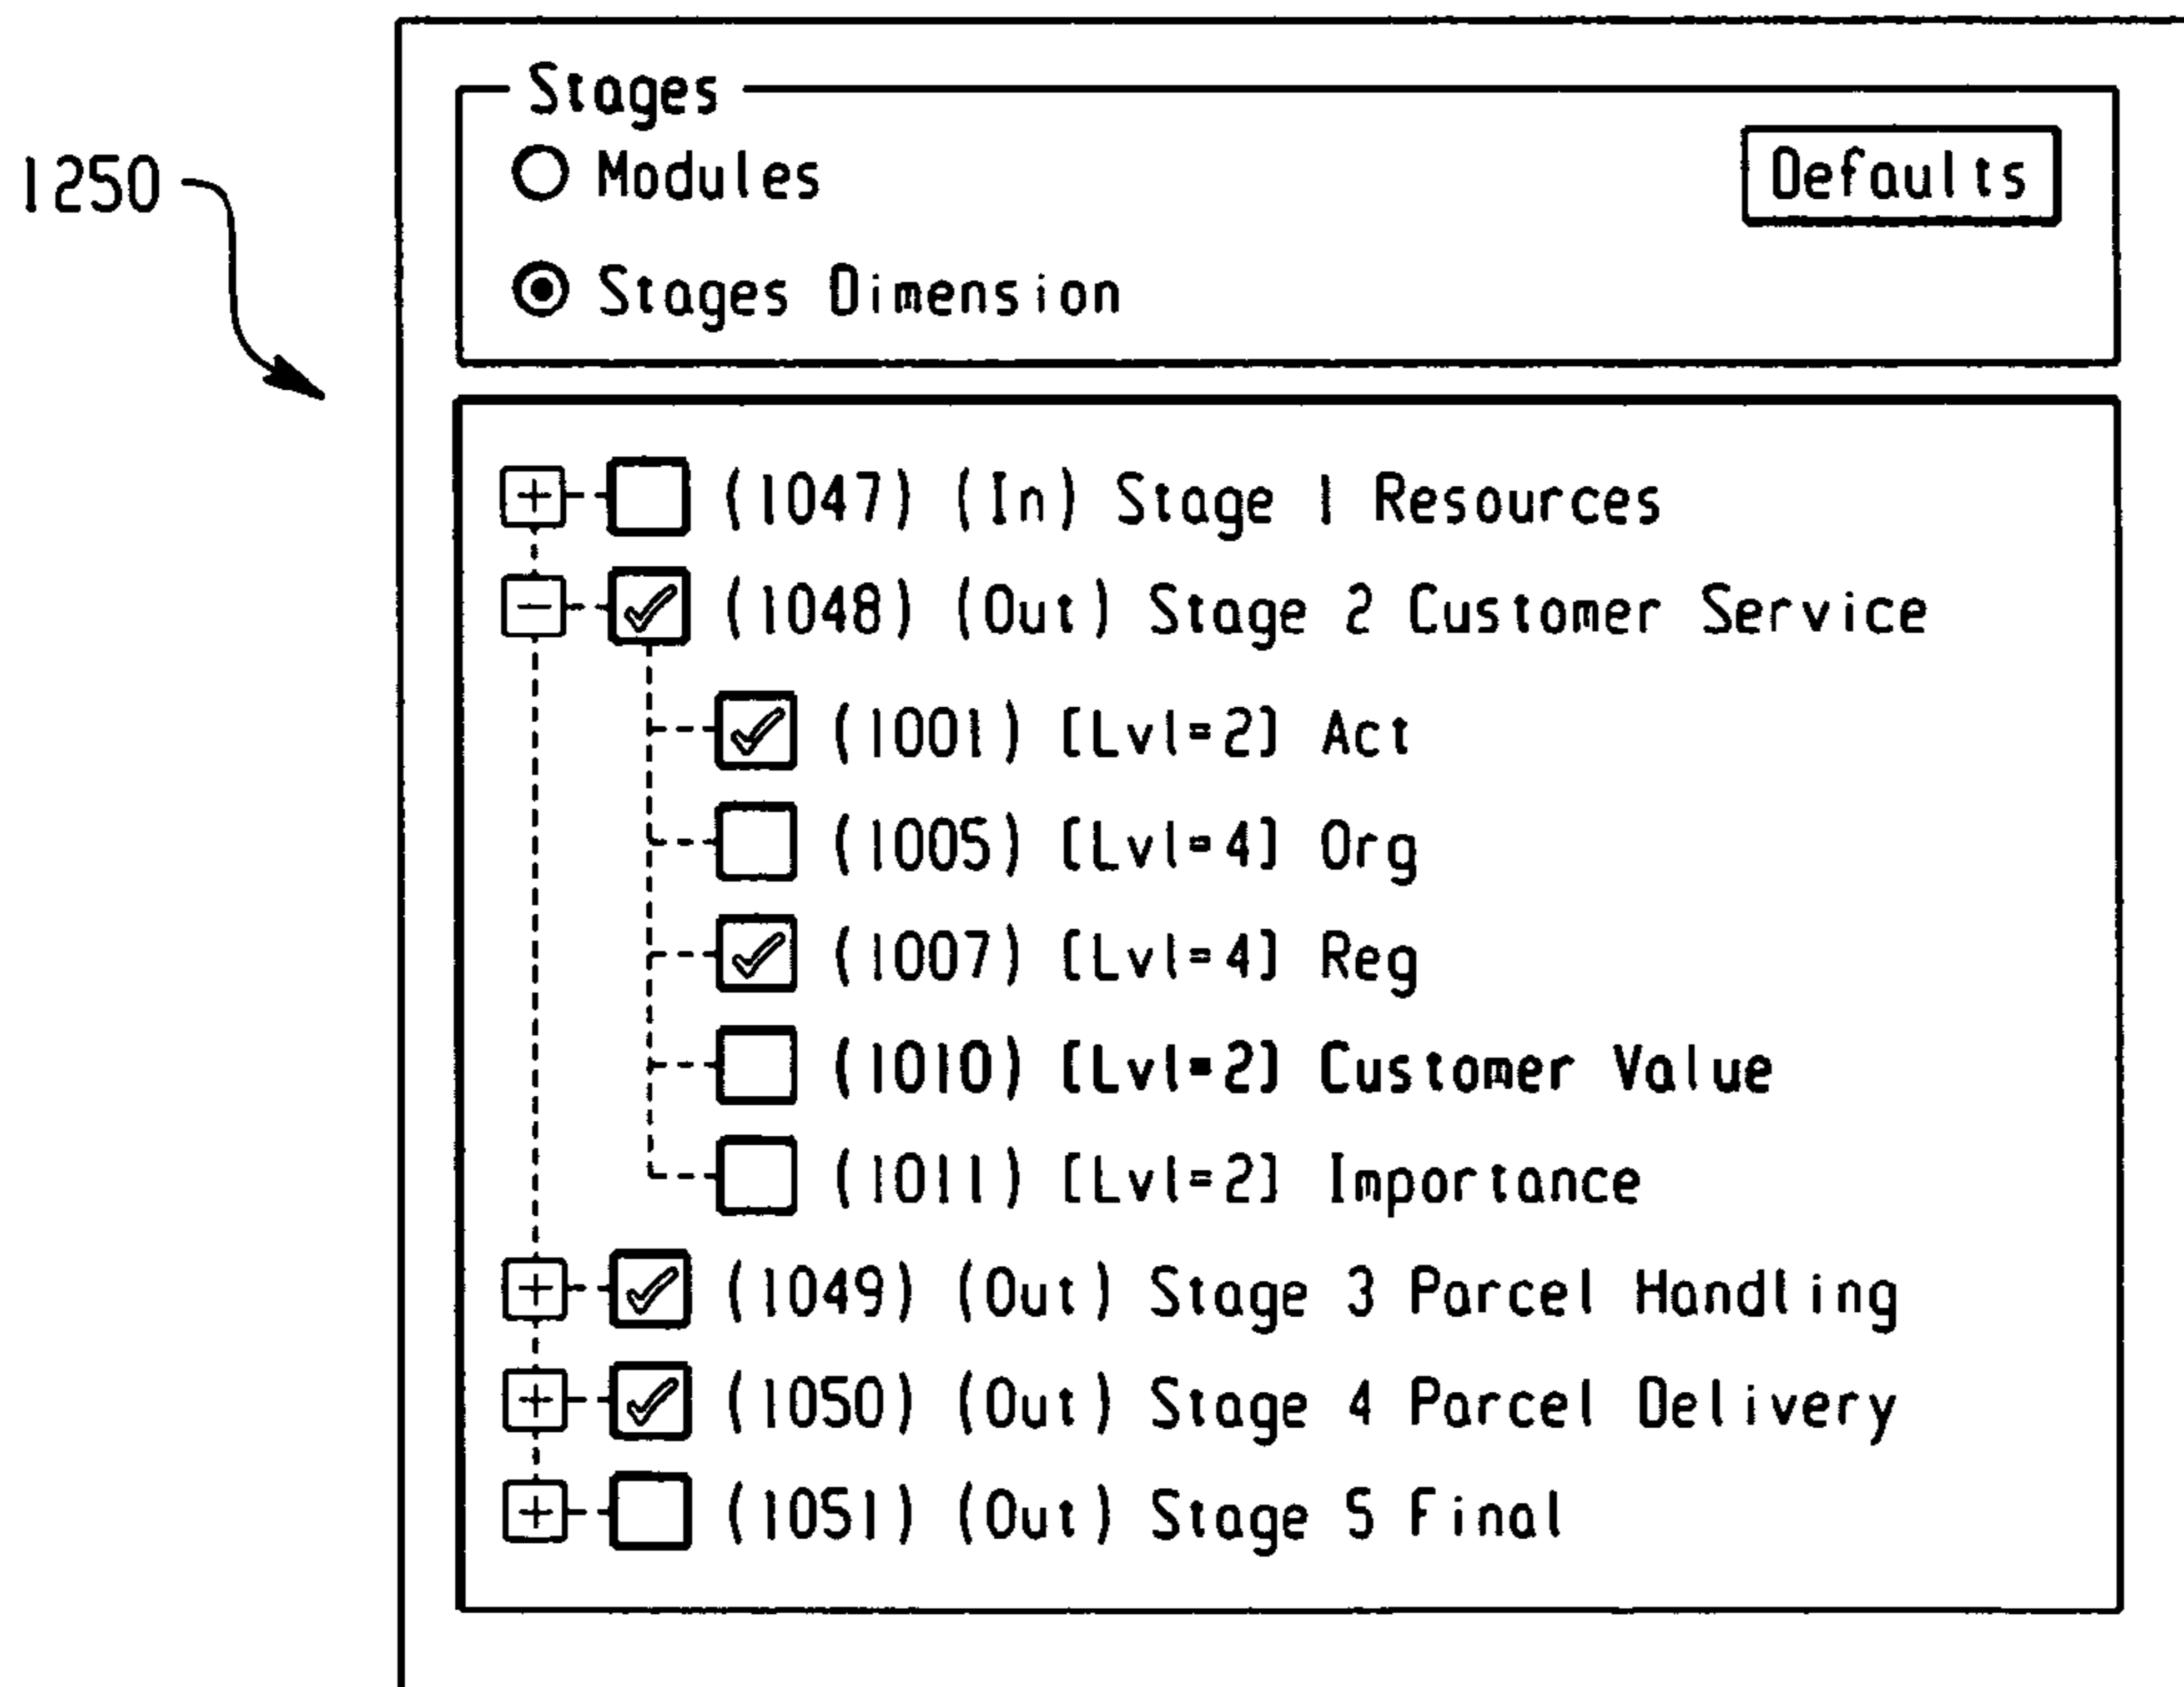 Stages
1250
Modules
Defaults
Stages Dimension
(1047) (In) Stage 1 Resources
(1048) (Out) Stage 2 Customer Service
(1001) [Lvl=2] Act
(1005) [Lvl=4] Org
(1007) [Lvl=4] Reg
(1010) [Lvl=2] Customer Value
(1011) [Lvl=2] Importance
(1049) (Out) Stage 3 Parcel Handling
(1050) (Out) Stage 4 Parcel Delivery
(1051) (Out) Stage 5 Final